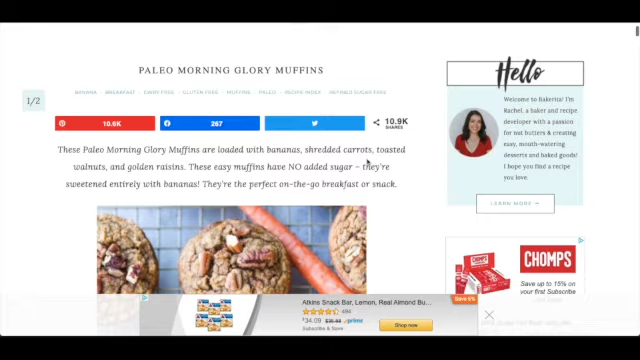 PALEO MORNING GLORY MUFFINS
1/2
BANANA · BREAKFAST · DAIRY FREE · GLUTEN FREE · MUFFINS · PALEO · RECIPE INDEX · REFINED SUGAR FREE
10.6K
267
10.9K
SHARES
These Paleo Morning Glory Muffins are loaded with bananas, shredded carrots, toasted
walnuts, and golden raisins. These easy muffins have NO added sugar – they're
sweetened entirely with bananas! They're the perfect on-the-go breakfast or snack.
Hello
Welcome to Bakerita! I'm
Rachel, a baker and recipe
developer with a passion
for nut butters & creating
easy, mouth-watering
desserts and baked goods!
I hope you find a recipe
you love.
LEARN MORE
CHOMPS
CHOMPS
Save up to 15% on
your first Subscribe
Atkins Snack Bar, Lemon, Real Almond Bu...
494
$34.09
prime
Subscribe & Save
Shop now
Save 5%